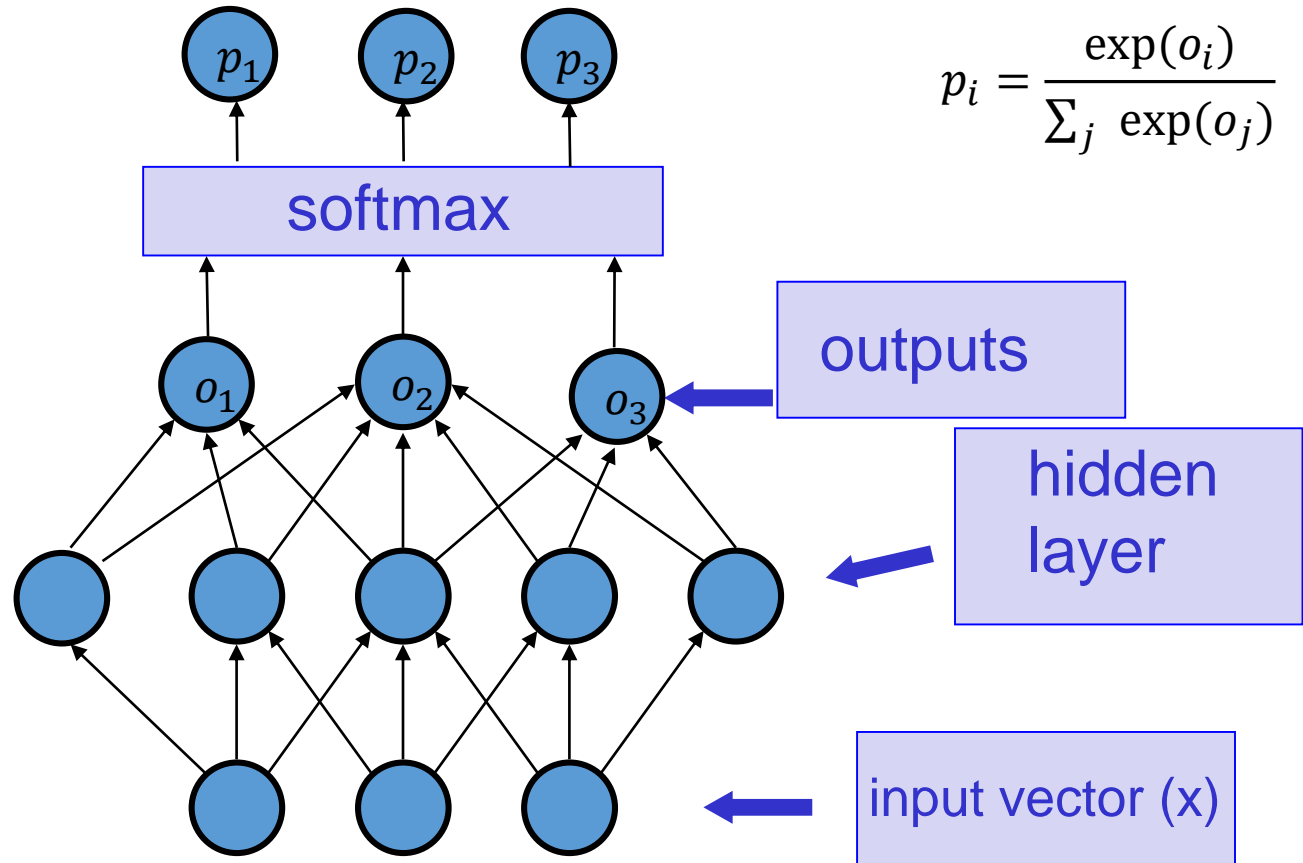 p₁ p₂ p₃
pᵢ = exp(oᵢ) / ∑ⱼ exp(oⱼ)
softmax
outputs
o₁ o₂ o₃
hidden
layer
input vector (x)